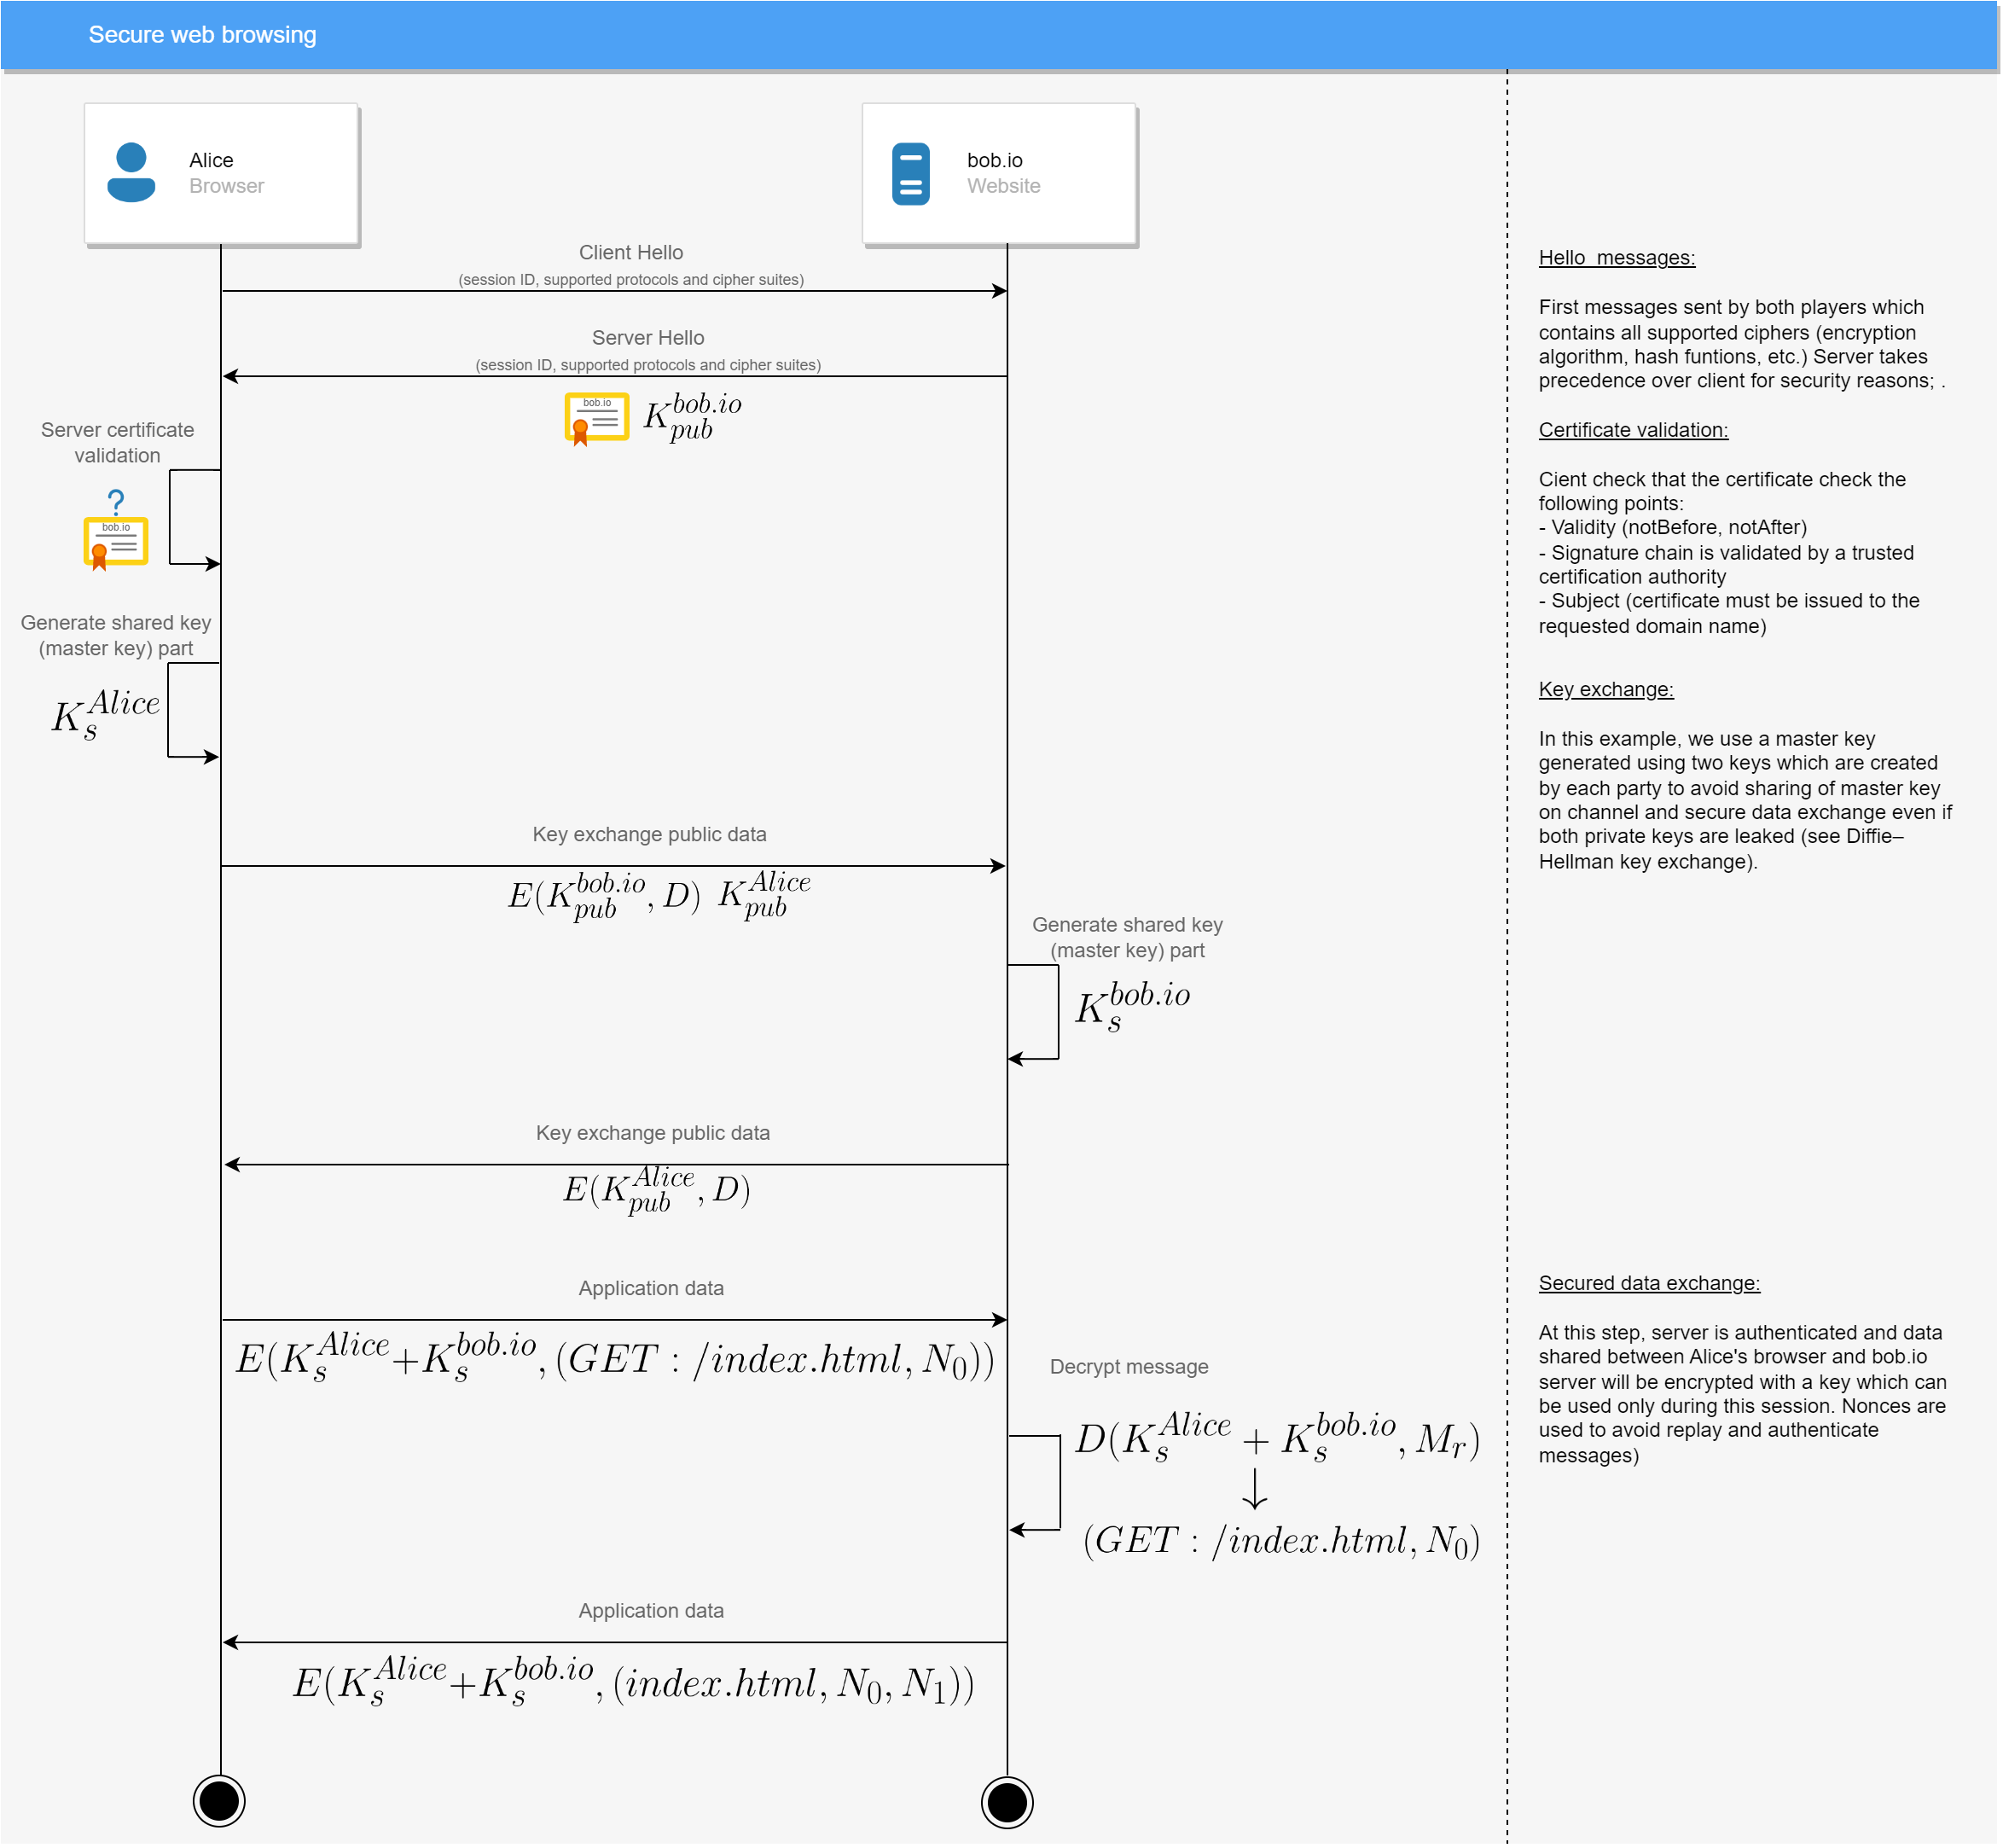 Secure web browsing
Alice
Browser
bob.io
Website
Client Hello
(session ID, supported protocols and cipher suites)
Server Hello
(session ID, supported protocols and cipher suites)
bob.io
K_{pub}^{bob.io}
Server certificate
validation
?
bob.io
Generate shared key
(master key) part
K_s^{Alice}
Key exchange public data
E(K_{pub}^{bob.io}, D) K_{pub}^{Alice}
Generate shared key
(master key) part
K_s^{bob.io}
Key exchange public data
E(K_{pub}^{Alice}, D)
Application data
E(K_s^{Alice}+K_s^{bob.io}, (GET : /index.html, N_0))
Decrypt message
D(K_s^{Alice} + K_s^{bob.io}, M_r)
↓
(GET : /index.html, N_0)
Application data
E(K_s^{Alice}+K_s^{bob.io}, (index.html, N_0, N_1))
Hello  messages:
First messages sent by both players which
contains all supported ciphers (encryption
algorithm, hash funtions, etc.) Server takes
precedence over client for security reasons; .
Certificate validation:
Cient check that the certificate check the
following points:
- Validity (notBefore, notAfter)
- Signature chain is validated by a trusted
certification authority
- Subject (certificate must be issued to the
requested domain name)
Key exchange:
In this example, we use a master key
generated using two keys which are created
by each party to avoid sharing of master key
on channel and secure data exchange even if
both private keys are leaked (see Diffie–
Hellman key exchange).
Secured data exchange:
At this step, server is authenticated and data
shared between Alice's browser and bob.io
server will be encrypted with a key which can
be used only during this session. Nonces are
used to avoid replay and authenticate
messages)